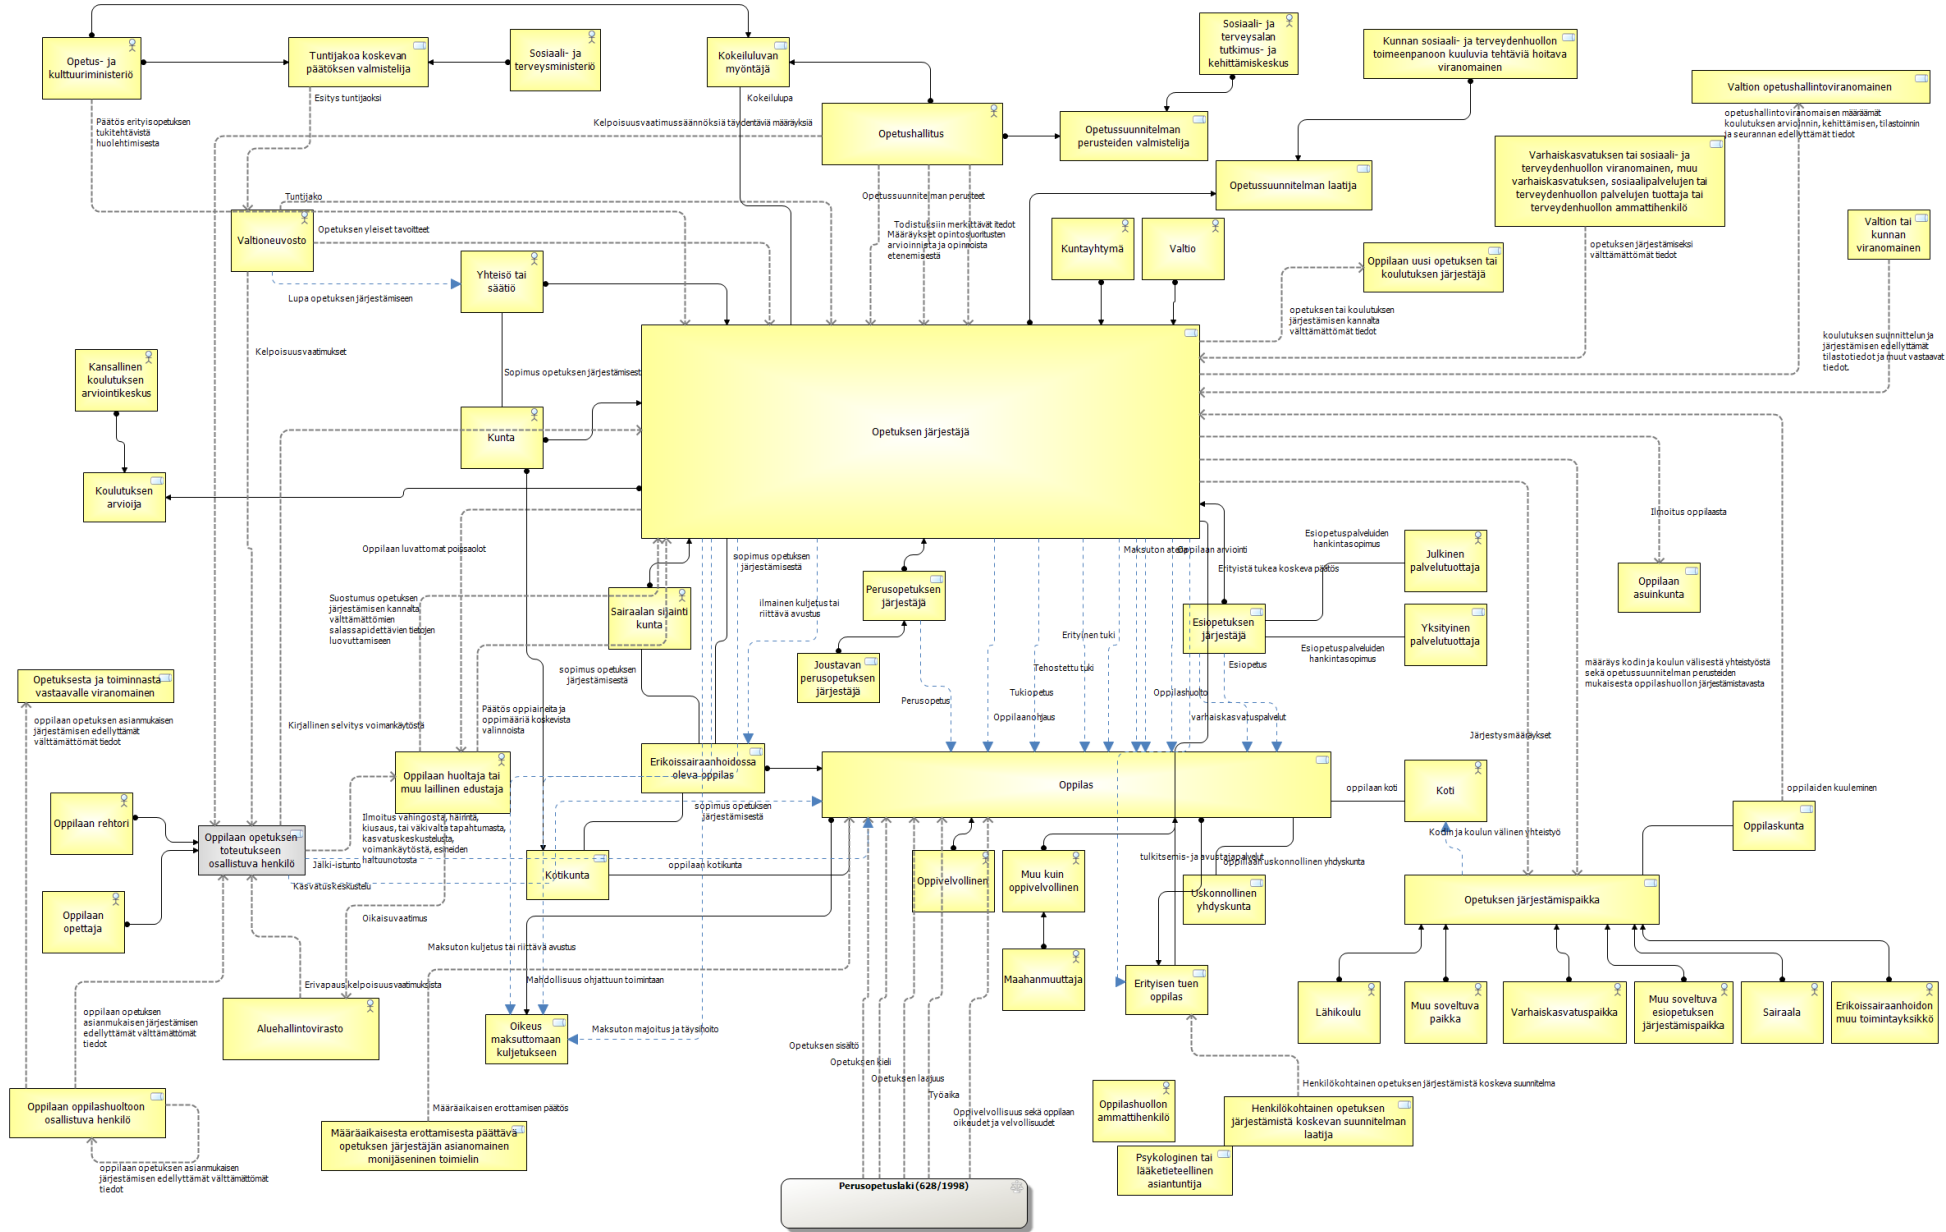 Opetus- ja
kulttuuriministeriö
Tuntijakoa koskevan
päätöksen valmistelija
Sosiaali- ja
terveysministeriö
Kokeiluluvan
myöntäjä
Sosiaali- ja
terveysalan
tutkimus- ja
kehittämiskeskus
Kunnan sosiaali- ja terveydenhuollon
toimeenpanoon kuuluvia tehtäviä hoitava
viranomainen
Valtion opetushallintoviranomainen
Esitys tuntijaoksi
Kokeilulupa
Päätös erityisopetuksen
tukitehtävistä
huolehtimisesta
Kelpoisuusvaatimussäännöksiä täydentäviä määräyksiä
Opetushallitus
Opetussuunnitelman
perusteiden valmistelija
opetushallintoviranomaisen määräämät
koulutuksen arvioinnin, kehittämisen, tilastoinnin
ja seurannan edellyttämät tiedot
Varhaiskasvatuksen tai sosiaali- ja
terveydenhuollon viranomainen, muu
varhaiskasvatuksen, sosiaalipalvelujen tai
terveydenhuollon palvelujen tuottaja tai
terveydenhuollon ammattihenkilö
Opetussuunnitelman laatija
Tuntijako
Opetussuunnitelman perusteet
Valtioneuvosto
Opetuksen yleiset tavoitteet
Todistuksiin merkittävät tiedot
Määräykset opintosuoritusten
arvioinnista ja opinnoista
etenemisestä
Kuntayhtymä
Valtio
Valtion tai
kunnan
viranomainen
Oppilaan uusi opetuksen tai
koulutuksen järjestäjä
opetuksen järjestämiseksi
välttämättömät tiedot
Lupa opetuksen järjestämiseen
Yhteisö tai
säätiö
opetuksen tai koulutuksen
järjestämisen kannalta
välttämättömät tiedot
koulutuksen suunnittelun ja
järjestämisen edellyttämät
tilastotiedot ja muut vastaavat
tiedot.
Kelpoisuusvaatimukset
Kansallinen
koulutuksen
arviointikeskus
Sopimus opetuksen järjestämisest
Kunta
Opetuksen järjestäjä
Koulutuksen
arvioija
Ilmoitus oppilaasta
Oppilaan luvattomat poissaolot
sopimus opetuksen
järjestämisestä
Maksuton ateria
Oppilaan arviointi
Erityistä tukea koskeva päätös
Esiopetuspalveluiden
hankintasopimus
Julkinen
palvelutuottaja
Oppilaan
asuinkunta
Suostumus opetuksen
järjestämisen kannalta
välttämättömien
salassapidettävien tietojen
luovuttamiseen
Sairaalan sijainti
kunta
ilmainen kuljetus tai
riittävä avustus
Perusopetuksen
järjestäjä
Erityinen tuki
Esiopetuksen
järjestäjä
Yksityinen
palvelutuottaja
Esiopetuspalveluiden
hankintasopimus
Joustavan
perusopetuksen
järjestäjä
sopimus opetuksen
järjestämisestä
Tehostettu tuki
Esiopetus
määräys kodin ja koulun välisestä yhteistyöstä
sekä opetussuunnitelman perusteiden
mukaisesta oppilashuollon järjestämistavasta
Opetuksesta ja toiminnasta
vastaavalle viranomainen
Perusopetus
Tukiopetus
Oppilashuolto
Oppilaanohjaus
varhaiskasvatuspalvelut
oppilaan opetuksen asianmukaisen
järjestämisen edellyttämät
välttämättömät tiedot
Kirjallinen selvitys voimankäytöstä
Päätös oppiaineita ja
oppimääriä koskevista
valinnoista
Järjestysmääräykset
Oppilaan huoltaja tai
muu laillinen edustaja
Erikoissairaanhoidossa
oleva oppilas
Oppilas
oppilaan koti
Koti
oppilaiden kuuleminen
Oppilaskunta
Oppilaan rehtori
Oppilaan opetuksen
toteutukseen
osallistuva henkilö
Ilmoitus vahingosta, häirintä,
kiusaus, tai väkivalta tapahtumasta,
kasvatuskeskustelusta,
voimankäytöstä, esineiden
haltuunotosta
sopimus opetuksen
järjestämisestä
Kodin ja koulun välinen yhteistyö
Jälki-istunto
Kasvatuskeskustelu
Kotikunta
oppilaan kotikunta
Oppivelvollinen
Muu kuin
oppivelvollinen
tulkitsemis- ja avustajapalvelut
oppilaan uskonnollinen yhdyskunta
Uskonnollinen
yhdyskunta
Opetuksen järjestämispaikka
Oppilaan
opettaja
Oikaisuvaatimus
Maksuton kuljetus tai riittävä avustus
Mahdollisuus ohjattuun toimintaan
Maahanmuuttaja
Erityisen tuen
oppilas
Erivapaus kelpoisuusvaatimuksista
Aluehallintovirasto
oppilaan opetuksen
asianmukaisen järjestämisen
edellyttämät välttämättömät
tiedot
Oikeus
maksuttomaan
kuljetukseen
Maksuton majoitus ja täysihoito
Lähikoulu
Muu soveltuva
paikka
Varhaiskasvatuspaikka
Muu soveltuva
esiopetuksen
järjestämispaikka
Sairaala
Erikoissairaanhoidon
muu toimintayksikkö
Opetuksen sisältö
Opetuksen kieli
Opetuksen laajuus
Työaika
Oppivelvollisuus sekä oppilaan
oikeudet ja velvollisuudet
Henkilökohtainen opetuksen järjestämistä koskeva suunnitelma
Oppilaan oppilashuoltoon
osallistuva henkilö
Määräaikaisen erottamisen päätös
Oppilashuollon
ammattihenkilö
Henkilökohtainen opetuksen
järjestämistä koskevan suunnitelman
laatija
Määräaikaisesta erottamisesta päättävä
opetuksen järjestäjän asianomainen
monijäseninen toimielin
oppilaan opetuksen asianmukaisen
järjestämisen edellyttämät välttämättömät
tiedot
Psykologinen tai
lääketieteellinen
asiantuntija
Perusopetuslaki (628/1998)